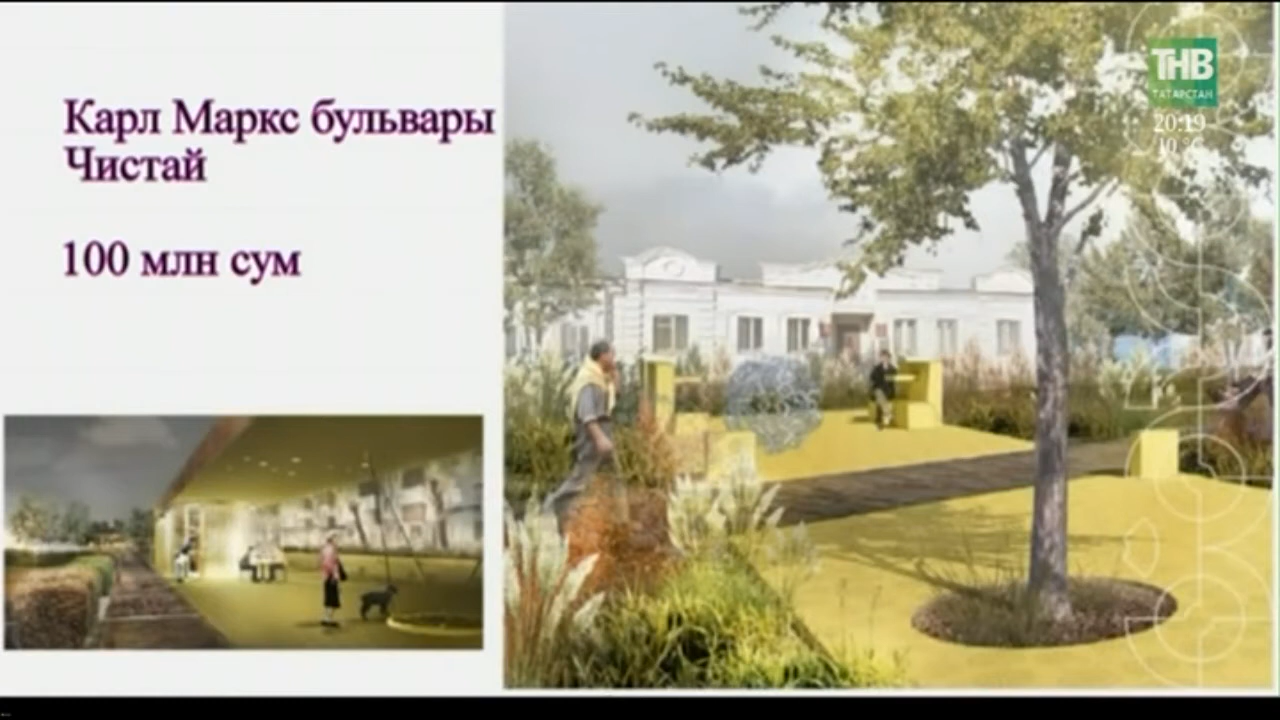 Карл Маркс бульвары
Чистай
100 млн сум
ТНВ
ТАТАРСТАН
20:19
10 °C